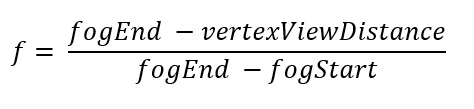 f = (fogEnd − vertexViewDistance) / (fogEnd − fogStart)